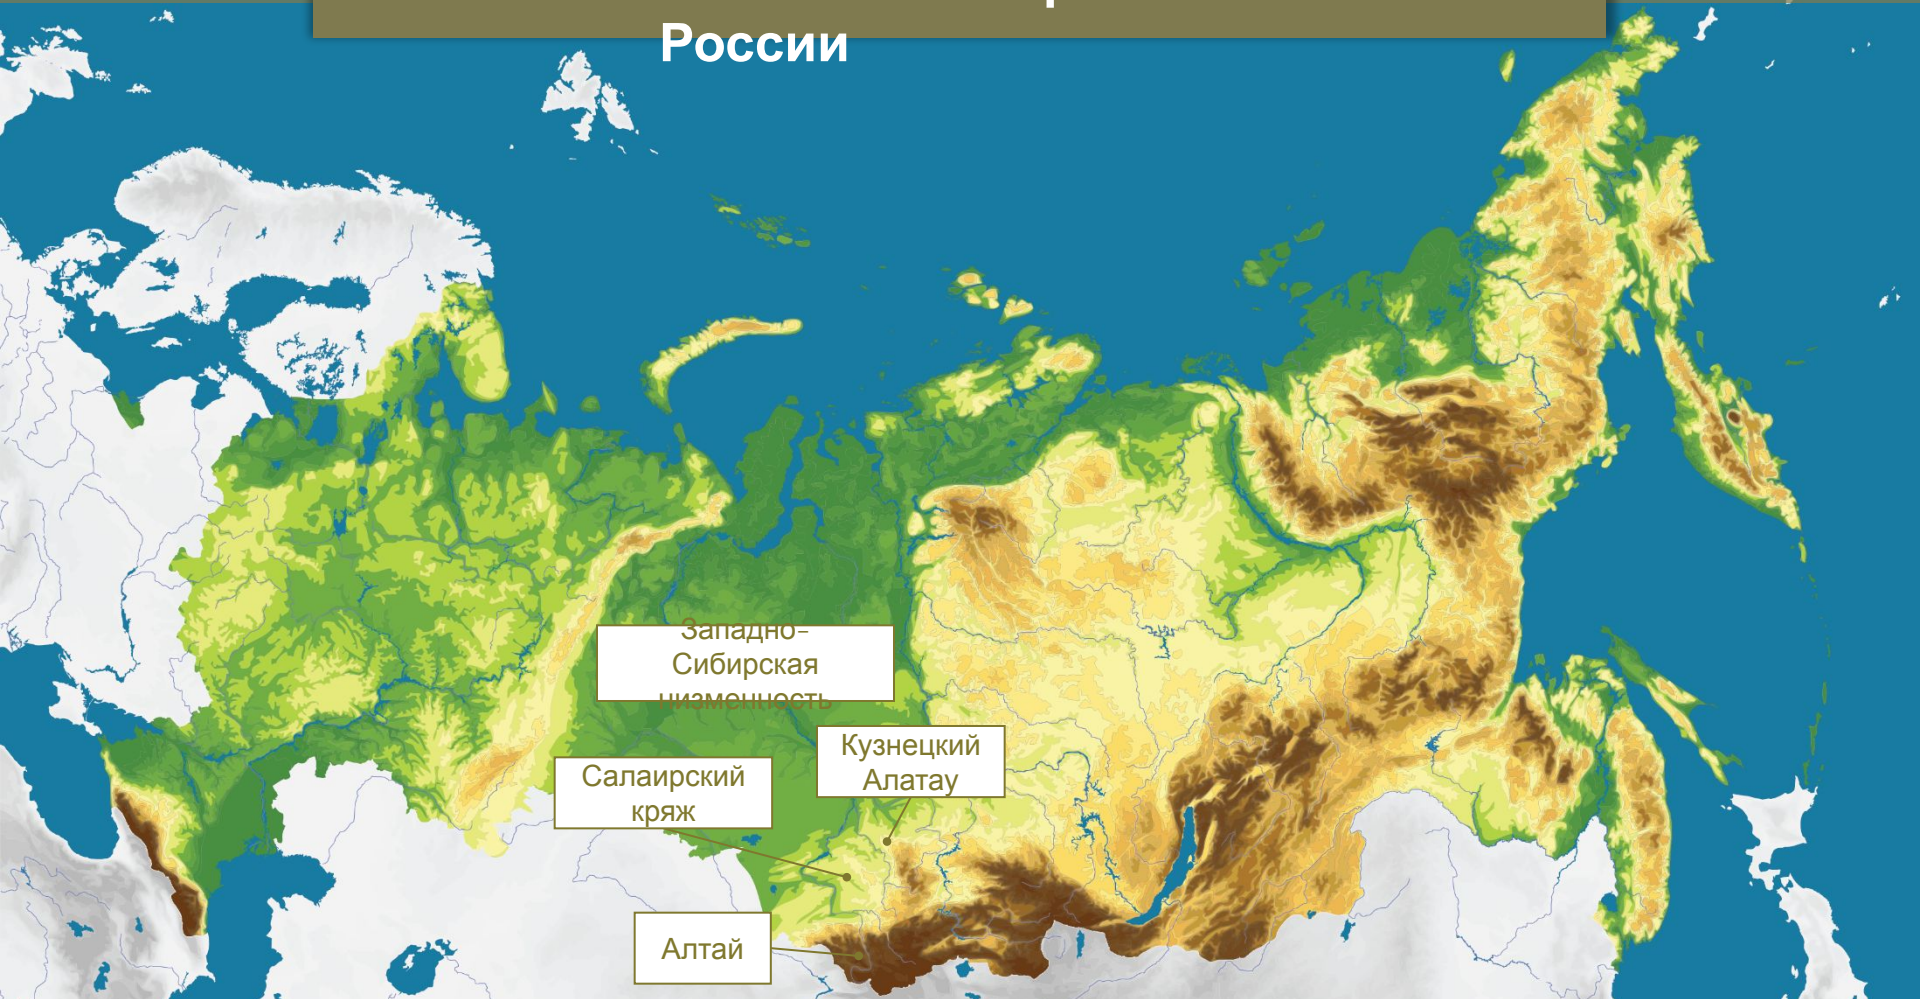 России
Западно-
Сибирская
низменность
Кузнецкий
Алатау
Салаирский
кряж
Алтай